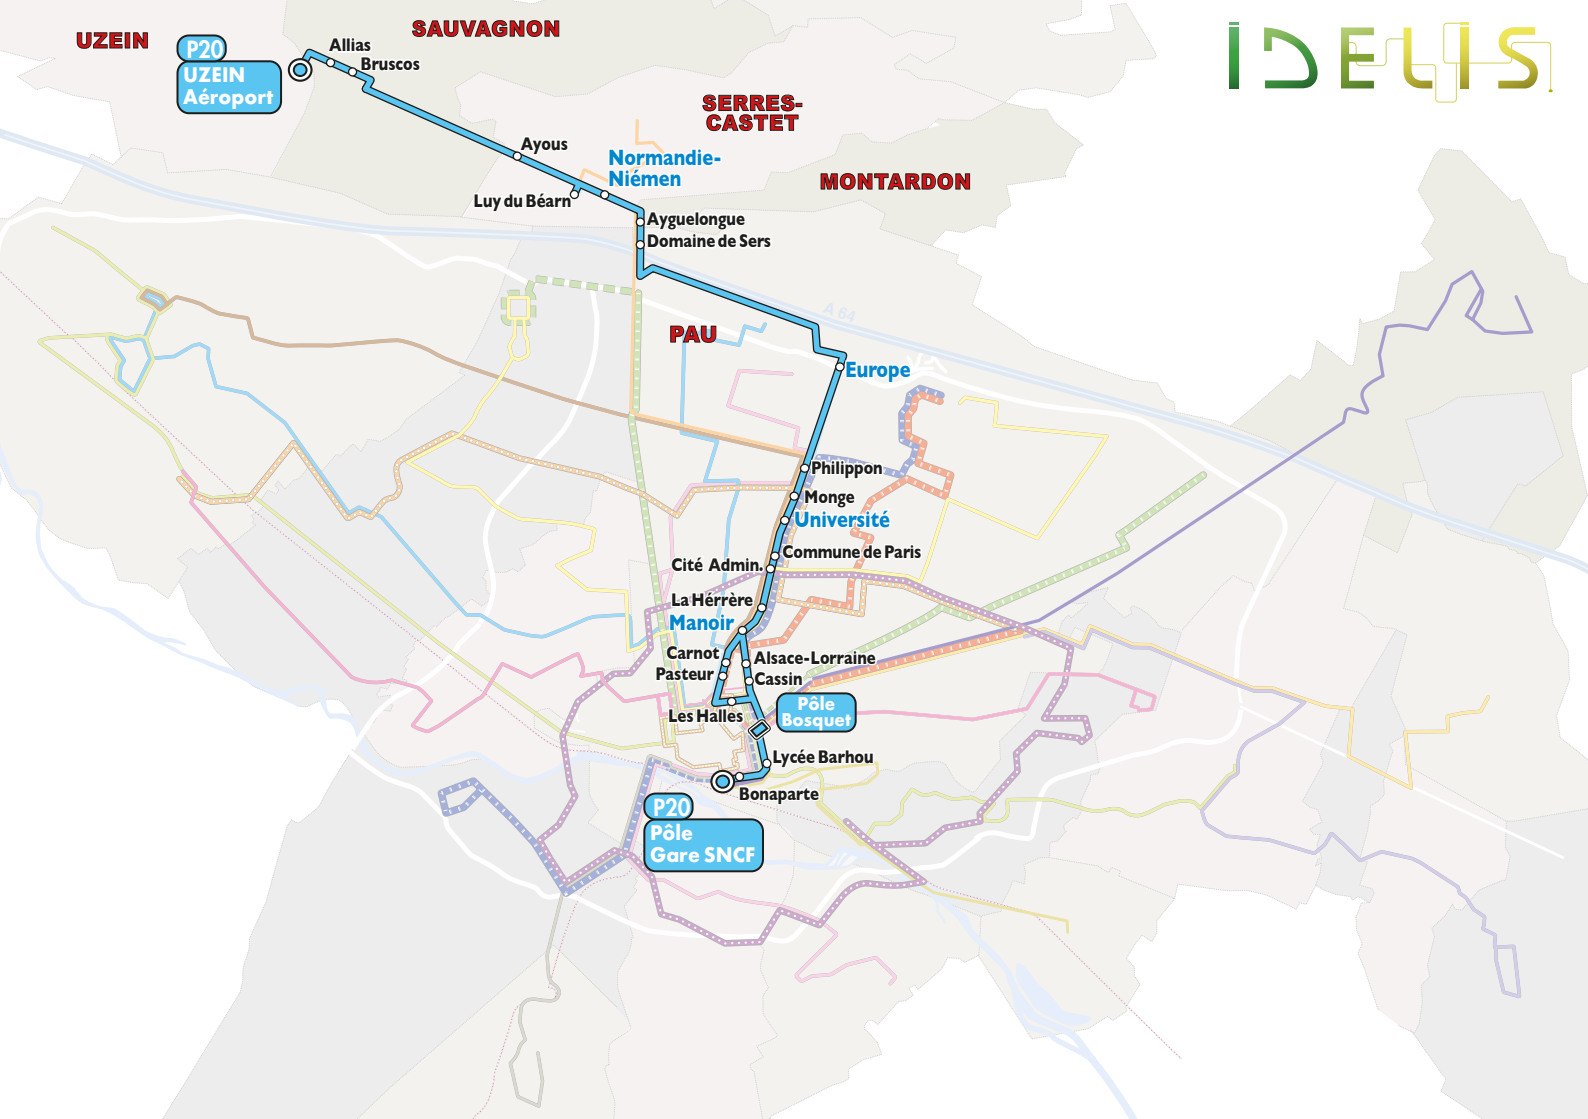 UZEIN
SAUVAGNON
IDELIS
P20
UZEIN
Aéroport
Allias
Bruscos
SERRES-
CASTET
Ayous
Normandie-
Niémen
MONTARDON
Luy du Béarn
Ayguelongue
Domaine de Sers
A 64
PAU
Europe
Philippon
Monge
Université
Commune de Paris
Cité Admin.
La Hérrère
Manoir
Carnot
Alsace-Lorraine
Pasteur
Cassin
Les Halles
Pôle
Bosquet
Lycée Barhou
Bonaparte
P20
Pôle
Gare SNCF